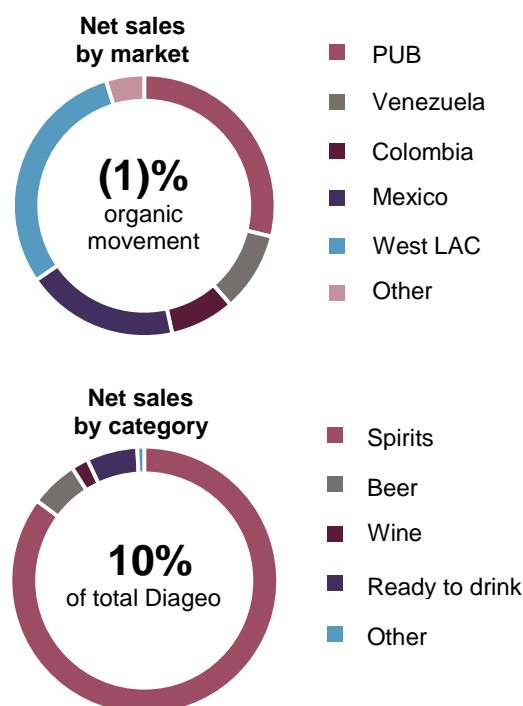 Net sales
by market
(1)%
organic
movement
PUB
Venezuela
Colombia
Mexico
West LAC
Other
Net sales
by category
10%
of total Diageo
Spirits
Beer
Wine
Ready to drink
Other